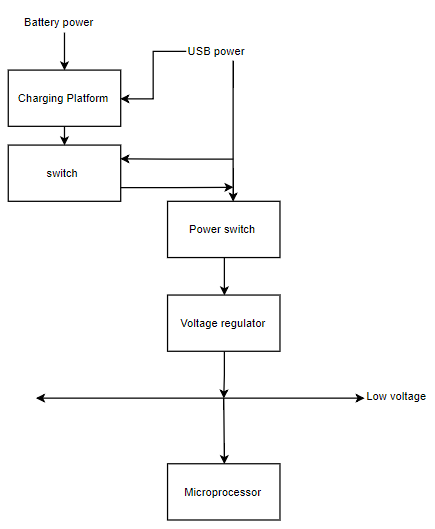 Battery power
USB power
Charging Platform
switch
Power switch
Voltage regulator
Low voltage
Microprocessor